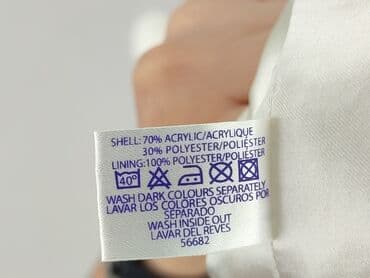 SHELL: 70% ACRYLIC/ACRYLIQUE
30% POLYESTER/POLIÉSTER
LINING: 100% POLYESTER/POLIÉSTER
40°
WASH DARK COLOURS SEPARATELY
LAVAR LOS COLORES OSCUROS POR
SEPARADO
WASH INSIDE OUT
LAVAR DEL REVES
56682